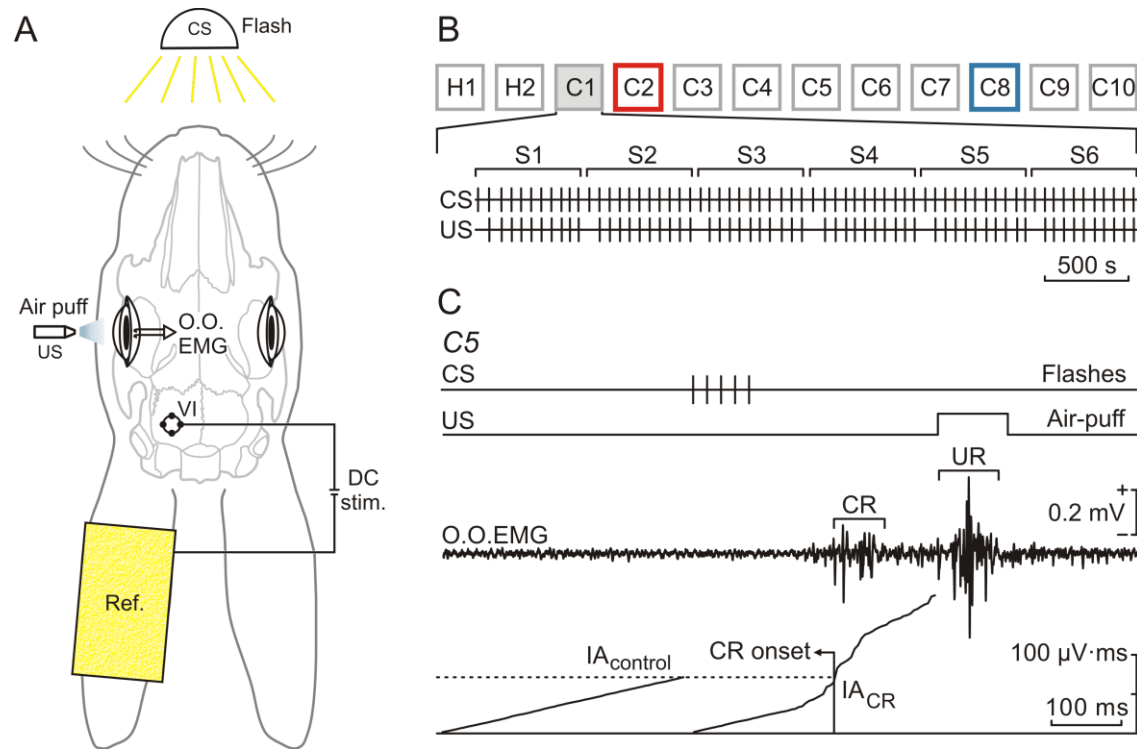 A
CS
Flash
Air puff
US
O.O.
EMG
VI
DC
stim.
Ref.
B
H1 H2 C1 C2 C3 C4 C5 C6 C7 C8 C9 C10
S1 S2 S3 S4 S5 S6
CS
US
500 s
C
C5
CS
Flashes
US
Air-puff
UR
CR
+
0.2 mV
-
O.O.EMG
IAcontrol
CR onset
100 µV·ms
IACR
100 ms